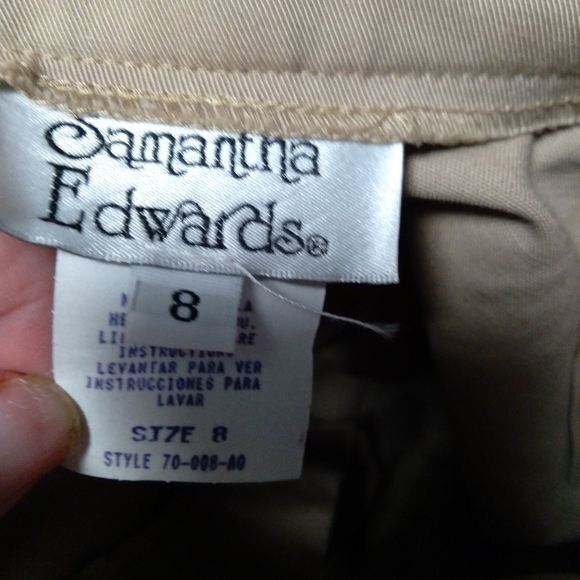 Samantha
Edwards®
8
INSTRUCTIONS
LEVANTAR PARA VER
INSTRUCCIONES PARA
LAVAR
SIZE 8
STYLE 70-008-A0